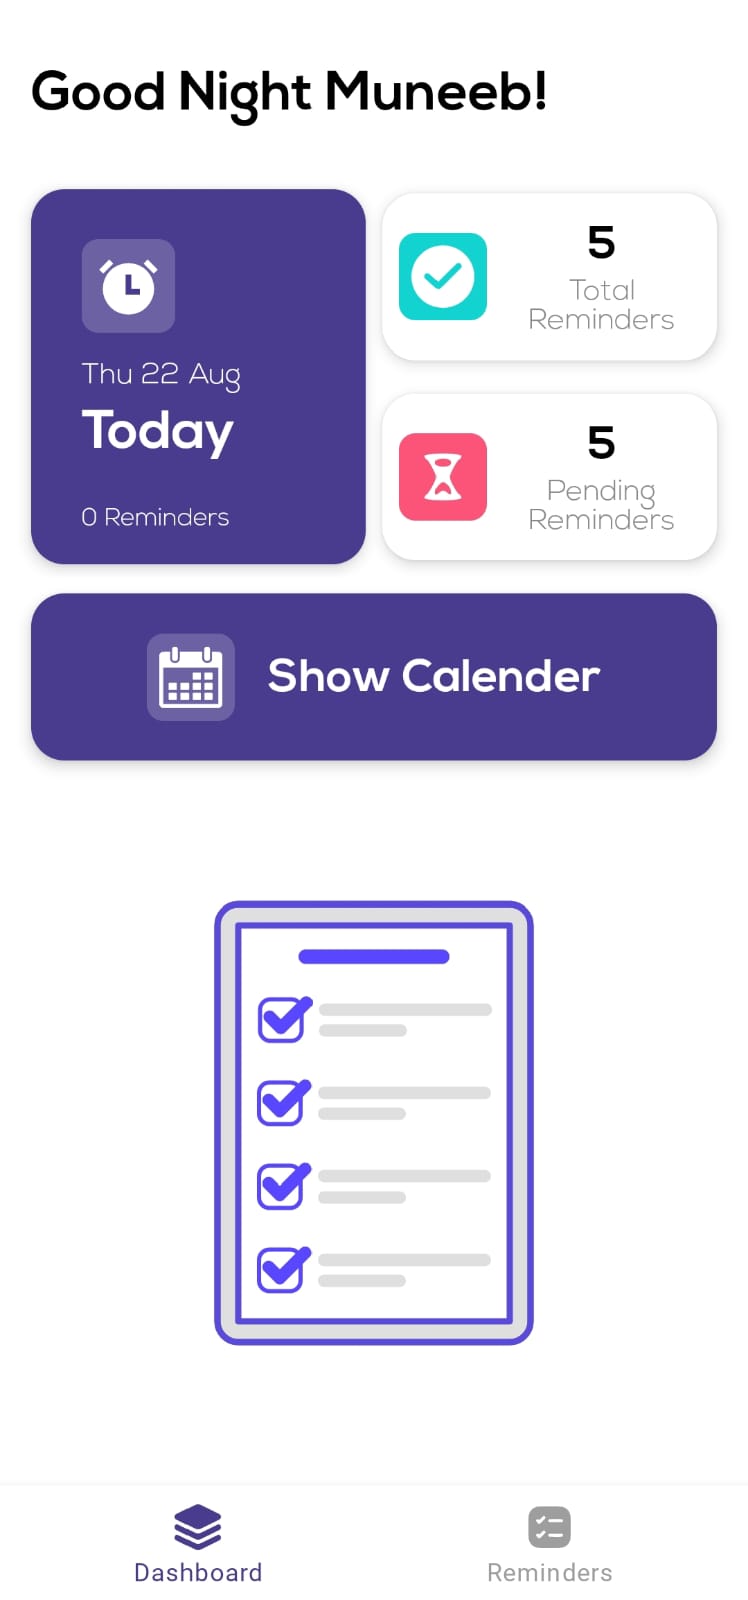 Good Night Muneeb!
Thu 22 Aug
Today
0 Reminders
5
Total
Reminders
5
Pending
Reminders
Show Calender
Dashboard
Reminders